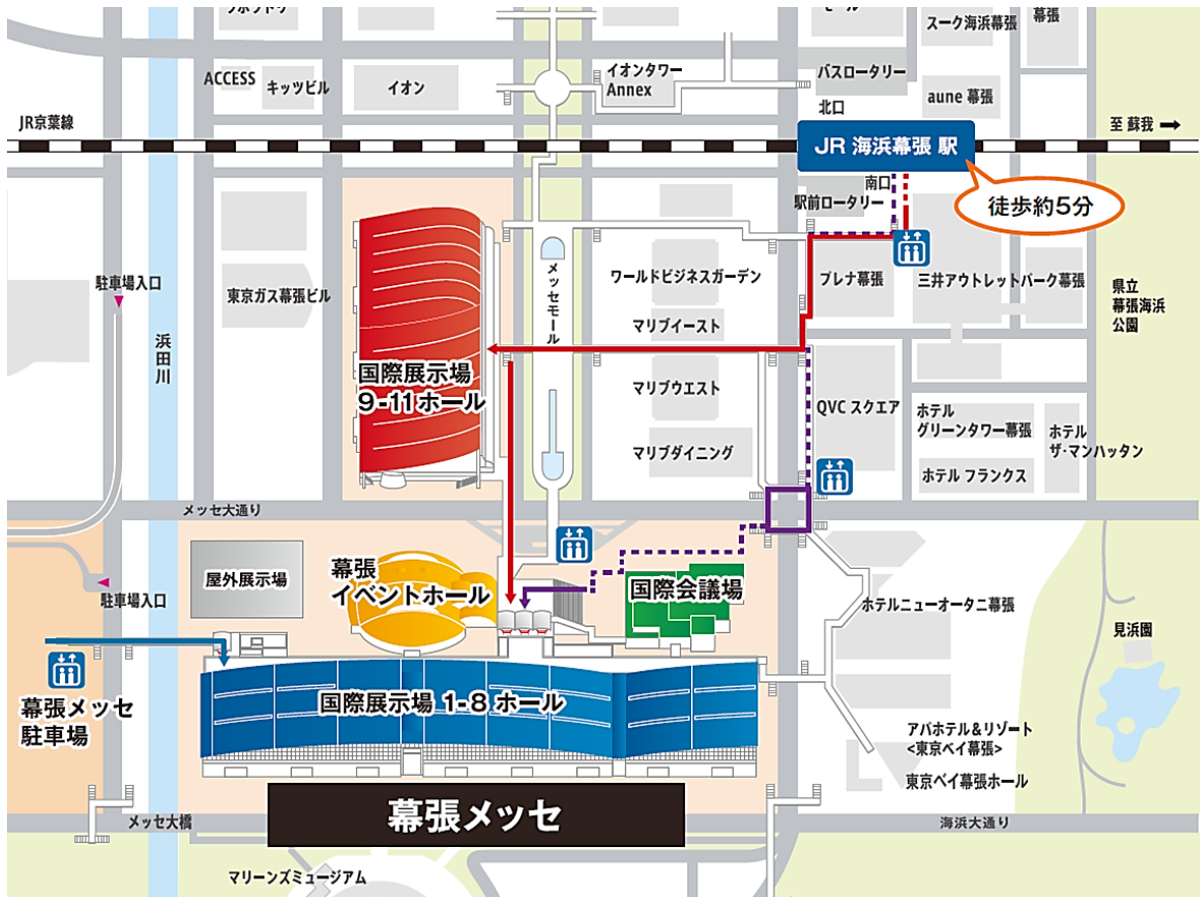 スーク海浜幕張
幕張
ACCESS
キッツビル
イオン
イオンタワー
Annex
バスロータリー
北口
aune 幕張
JR京葉線
JR 海浜幕張 駅
至 蘇我
南口
駅前ロータリー
徒歩約5分
駐車場入口
東京ガス幕張ビル
メッセモール
ワールドビジネスガーデン
プレナ幕張
三井アウトレットパーク幕張
県立
幕張海浜
公園
浜田川
マリブイースト
国際展示場
9-11ホール
マリブウエスト
QVC スクエア
ホテル
グリーンタワー幕張
ホテル
ザ・マンハッタン
マリブダイニング
ホテル フランクス
メッセ大通り
屋外展示場
幕張
イベントホール
国際会議場
駐車場入口
ホテルニューオータニ幕張
見浜園
幕張メッセ
駐車場
国際展示場 1-8 ホール
アパホテル&リゾート
<東京ベイ幕張>
東京ベイ幕張ホール
幕張メッセ
メッセ大橋
海浜大通り
マリーンズミュージアム